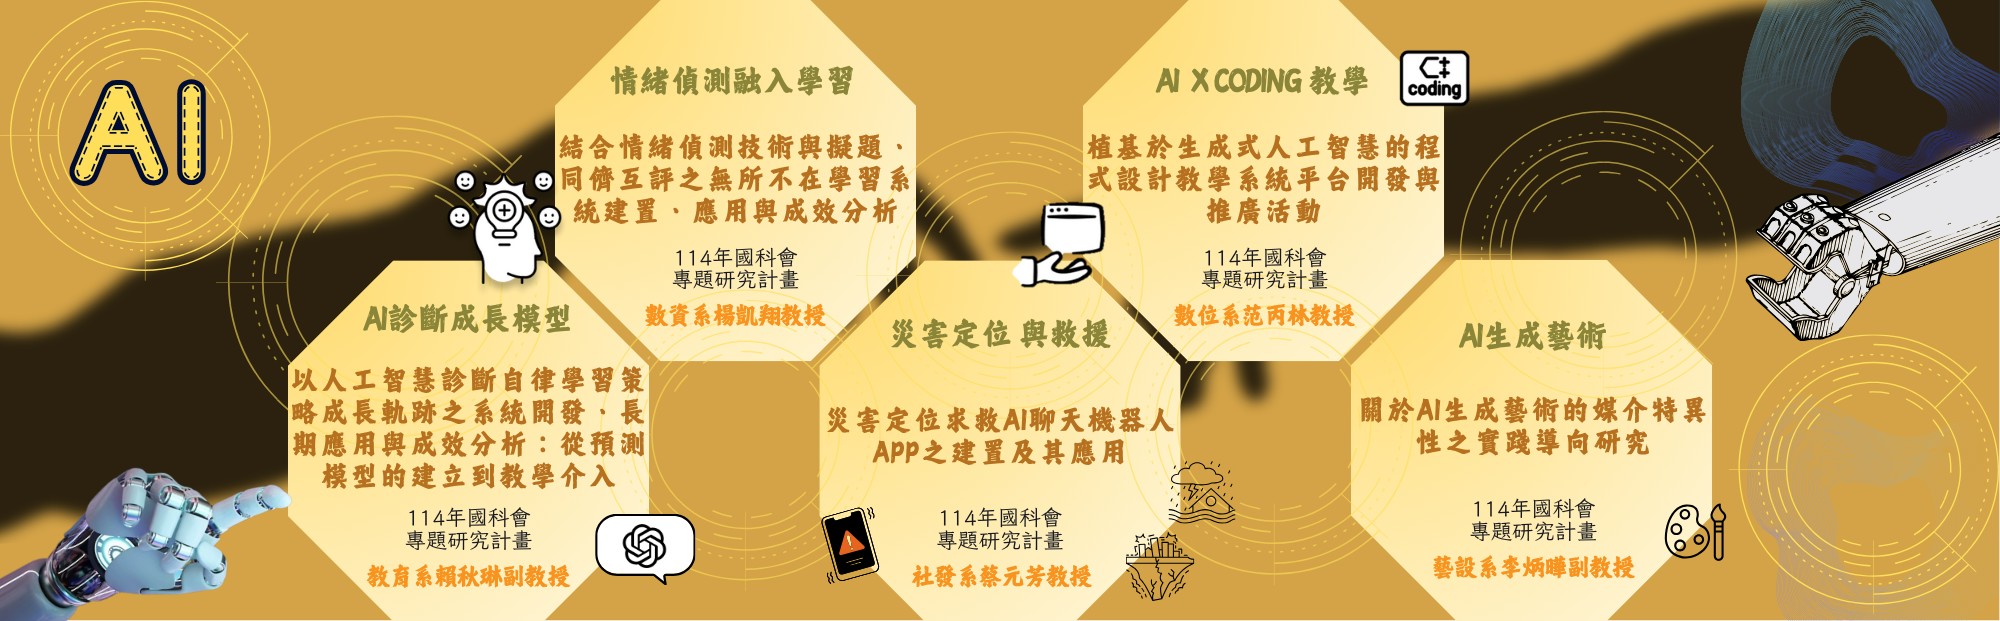 AI
情緒偵測融入學習
結合情緒偵測技術與擬題、
同儕互評之無所不在學習系
統建置、應用與成效分析
114年國科會
專題研究計畫
數資系楊凱翔教授
AI X CODING 教學
coding
植基於生成式人工智慧的程
式設計教學系統平台開發與
推廣活動
114年國科會
專題研究計畫
數位系范丙林教授
AI診斷成長模型
以人工智慧診斷自律學習策
略成長軌跡之系統開發、長
期應用與成效分析：從預測
模型的建立到教學介入
114年國科會
專題研究計畫
教育系賴秋琳副教授
災害定位與救援
災害定位求救AI聊天機器人
APP之建置及其應用
114年國科會
專題研究計畫
社發系蔡元芳教授
AI生成藝術
關於AI生成藝術的媒介特異
性之實踐導向研究
114年國科會
專題研究計畫
藝設系李炳曄副教授